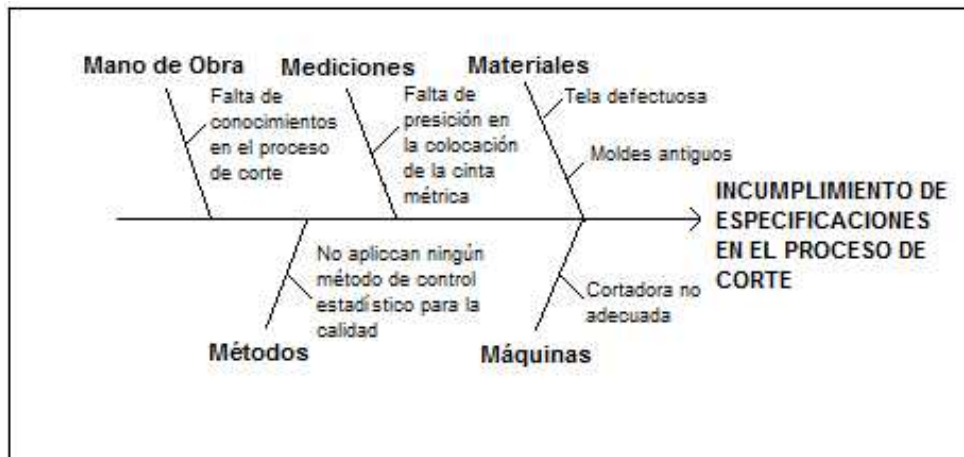 Mano de Obra
Falta de
conocimientos
en el proceso
de corte
Mediciones
Falta de
presición en
la colocación
de la cinta
métrica
Materiales
Tela defectuosa
Moldes antiguos
INCUMPLIMIENTO DE
ESPECIFICACIONES
EN EL PROCESO DE
CORTE
No apliccan ningún
método de control
estadístico para la
calidad
Métodos
Cortadora no
adecuada
Máquinas